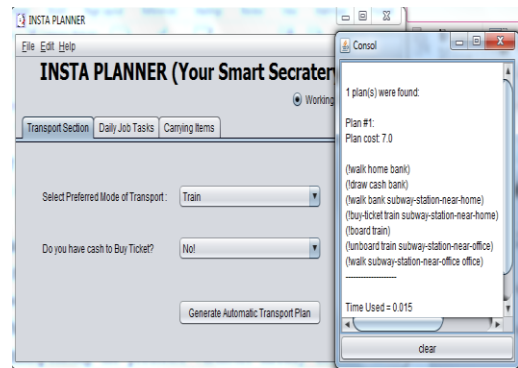 INSTA PLANNER
File Edit Help
INSTA PLANNER (Your Smart Secratery
Working
Transport Section Daily Job Tasks Carrying Items
Select Preferred Mode of Transport : Train
Do you have cash to Buy Ticket? No!
Generate Automatic Transport Plan
Consol
1 plan(s) were found:
Plan #1:
Plan cost: 7.0
(!walk home bank)
(!draw cash bank)
(!walk bank subway-station-near-home)
(!buy-ticket train subway-station-near-home)
(!board train)
(!unboard train subway-station-near-office)
(!walk subway-station-near-office office)
--------------------
Time Used = 0.015
clear